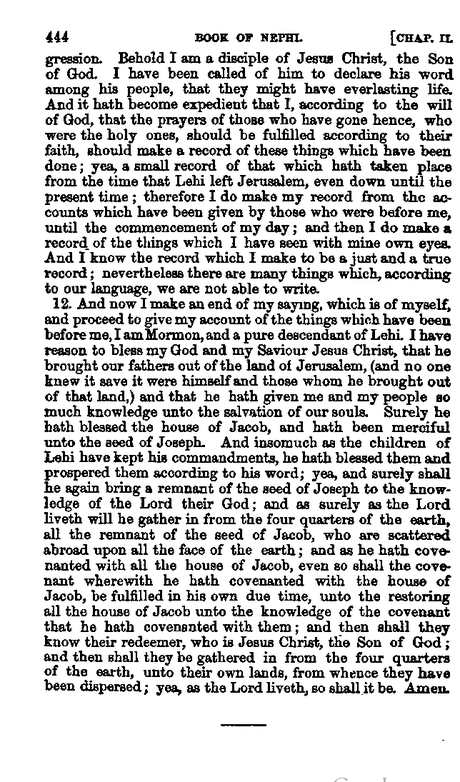 444 BOOK OF NEPHI. [CHAP. II.
gression. Behold I am a disciple of Jesus Christ, the Son
of God. I have been called of him to declare his word
among his people, that they might have everlasting life.
And it hath become expedient that I, according to the will
of God, that the prayers of those who have gone hence, who
were the holy ones, should be fulfilled according to their
faith, should make a record of these things which have been
done; yea, a small record of that which hath taken place
from the time that Lehi left Jerusalem, even down until the
present time; therefore I do make my record from the ac-
counts which have been given by those who were before me,
until the commencement of my day; and then I do make a
record of the things which I have seen with mine own eyes.
And I know the record which I make to be a just and a true
record; nevertheless there are many things which, according
to our language, we are not able to write.
12. And now I make an end of my saying, which is of myself,
and proceed to give my account of the things which have been
before me, I am Mormon, and a pure descendant of Lehi. I have
reason to bless my God and my Saviour Jesus Christ, that he
brought our fathers out of the land of Jerusalem, (and no one
knew it save it were himself and those whom he brought out
of that land,) and that he hath given me and my people so
much knowledge unto the salvation of our souls. Surely he
hath blessed the house of Jacob, and hath been merciful
unto the seed of Joseph. And insomuch as the children of
Lehi have kept his commandments, he hath blessed them and
prospered them according to his word; yea, and surely shall
he again bring a remnant of the seed of Joseph to the know-
ledge of the Lord their God; and as surely as the Lord
liveth will he gather in from the four quarters of the earth,
all the remnant of the seed of Jacob, who are scattered
abroad upon all the face of the earth; and as he hath cove-
nanted with all the house of Jacob, even so shall the cove-
nant wherewith he hath covenanted with the house of
Jacob, be fulfilled in his own due time, unto the restoring
all the house of Jacob unto the knowledge of the covenant
that he hath covenanted with them; and then shall they
know their redeemer, who is Jesus Christ, the Son of God;
and then shall they be gathered in from the four quarters
of the earth, unto their own lands, from whence they have
been dispersed; yea, as the Lord liveth, so shall it be. Amen.